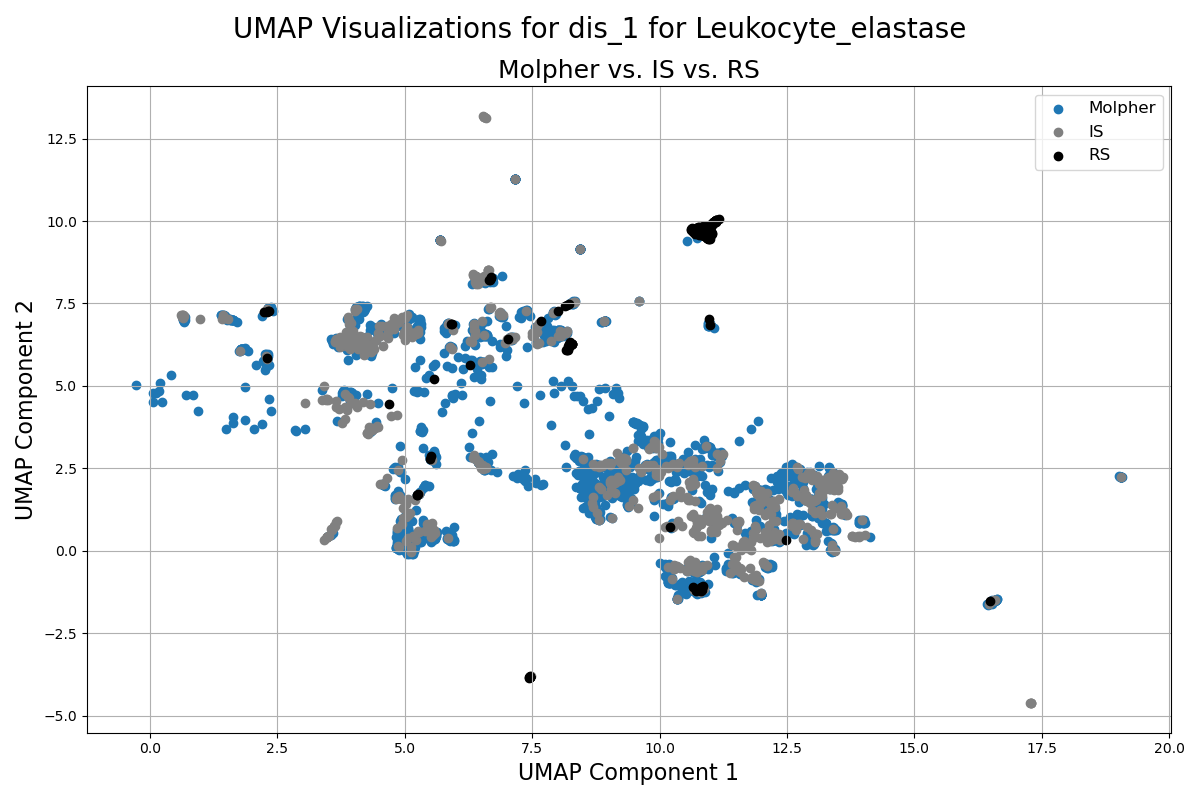 UMAP Visualizations for dis_1 for Leukocyte_elastase
Molpher vs. IS vs. RS
Molpher
IS
RS
UMAP Component 2
12.5
10.0
7.5
5.0
2.5
0.0
−2.5
−5.0
0.0 2.5 5.0 7.5 10.0 12.5 15.0 17.5 20.0
UMAP Component 1